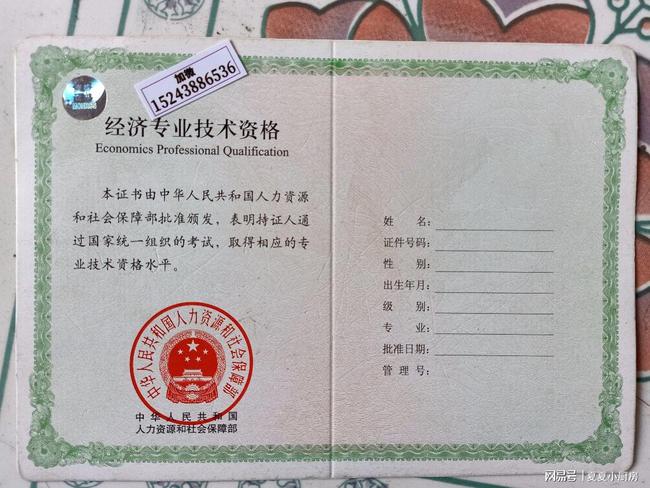 加微
15243886536
经济专业技术资格
Economics Professional Qualification
本证书由中华人民共和国人力资源
和社会保障部批准颁发，表明持证人通
过国家统一组织的考试，取得相应的专
业技术资格水平。
中华人民共和国人力资源和社会保障部
中华人民共和国
人力资源和社会保障部
姓 名：
证件号码：
性 别：
出生年月：
级 别：
专 业：
批准日期：
管 理 号：
网易号 | 夏夏小厨房